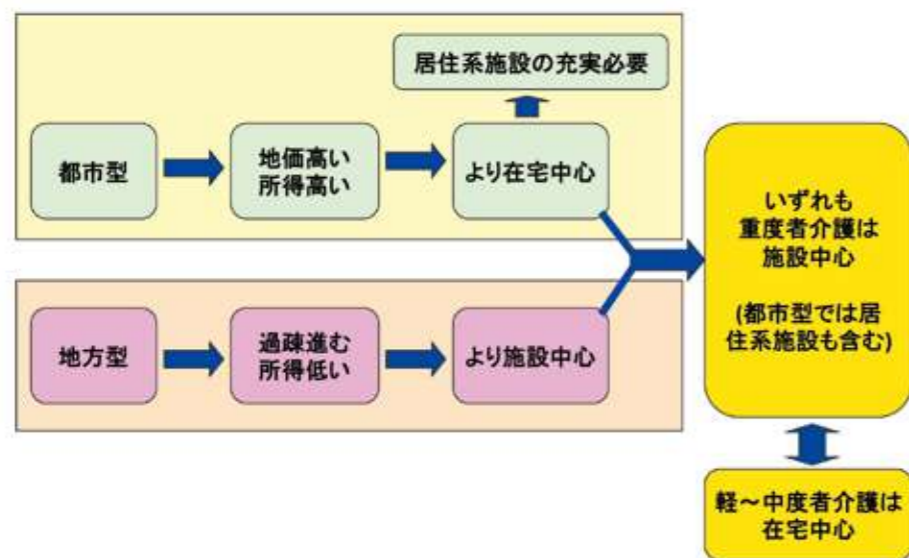 居住系施設の充実必要
都市型
地価高い
所得高い
より在宅中心
地方型
過疎進む
所得低い
より施設中心
いずれも
重度者介護は
施設中心
(都市型では居
住系施設も含む)
軽～中度者介護は
在宅中心